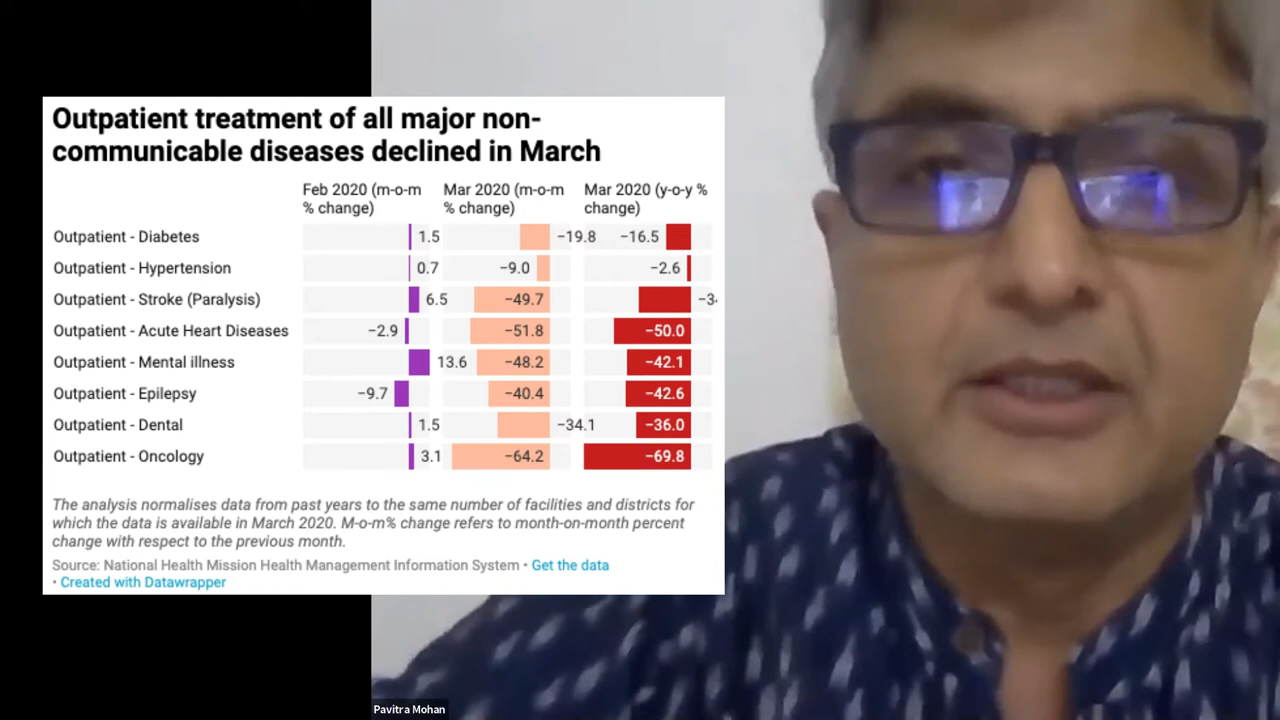 Outpatient treatment of all major non-
communicable diseases declined in March
Feb 2020 (m-o-m % change) Mar 2020 (m-o-m % change) Mar 2020 (y-o-y % change)
Outpatient - Diabetes 1.5 −19.8 −16.5
Outpatient - Hypertension 0.7 −9.0 −2.6
Outpatient - Stroke (Paralysis) 6.5 −49.7
Outpatient - Acute Heart Diseases −2.9 −51.8 −50.0
Outpatient - Mental illness 13.6 −48.2 −42.1
Outpatient - Epilepsy −9.7 −40.4 −42.6
Outpatient - Dental 1.5 −34.1 −36.0
Outpatient - Oncology 3.1 −64.2 −69.8
The analysis normalises data from past years to the same number of facilities and districts for
which the data is available in March 2020. M-o-m% change refers to month-on-month percent
change with respect to the previous month.
Source: National Health Mission Health Management Information System • Get the data
• Created with Datawrapper
Pavitra Mohan